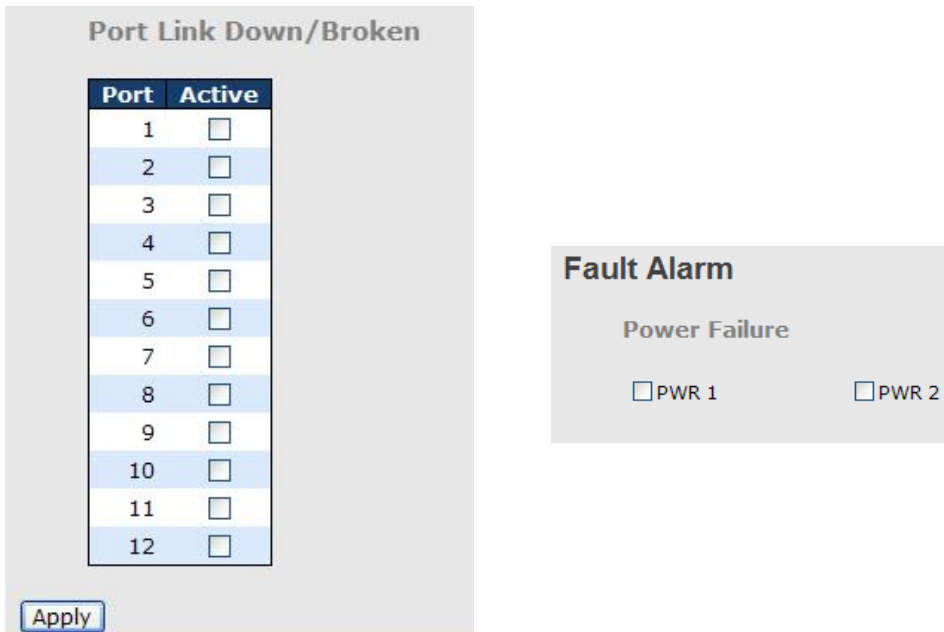 Port Link Down/Broken
Port Active
1
2
3
4
5
6
7
8
9
10
11
12
Apply
Fault Alarm
Power Failure
PWR 1 PWR 2